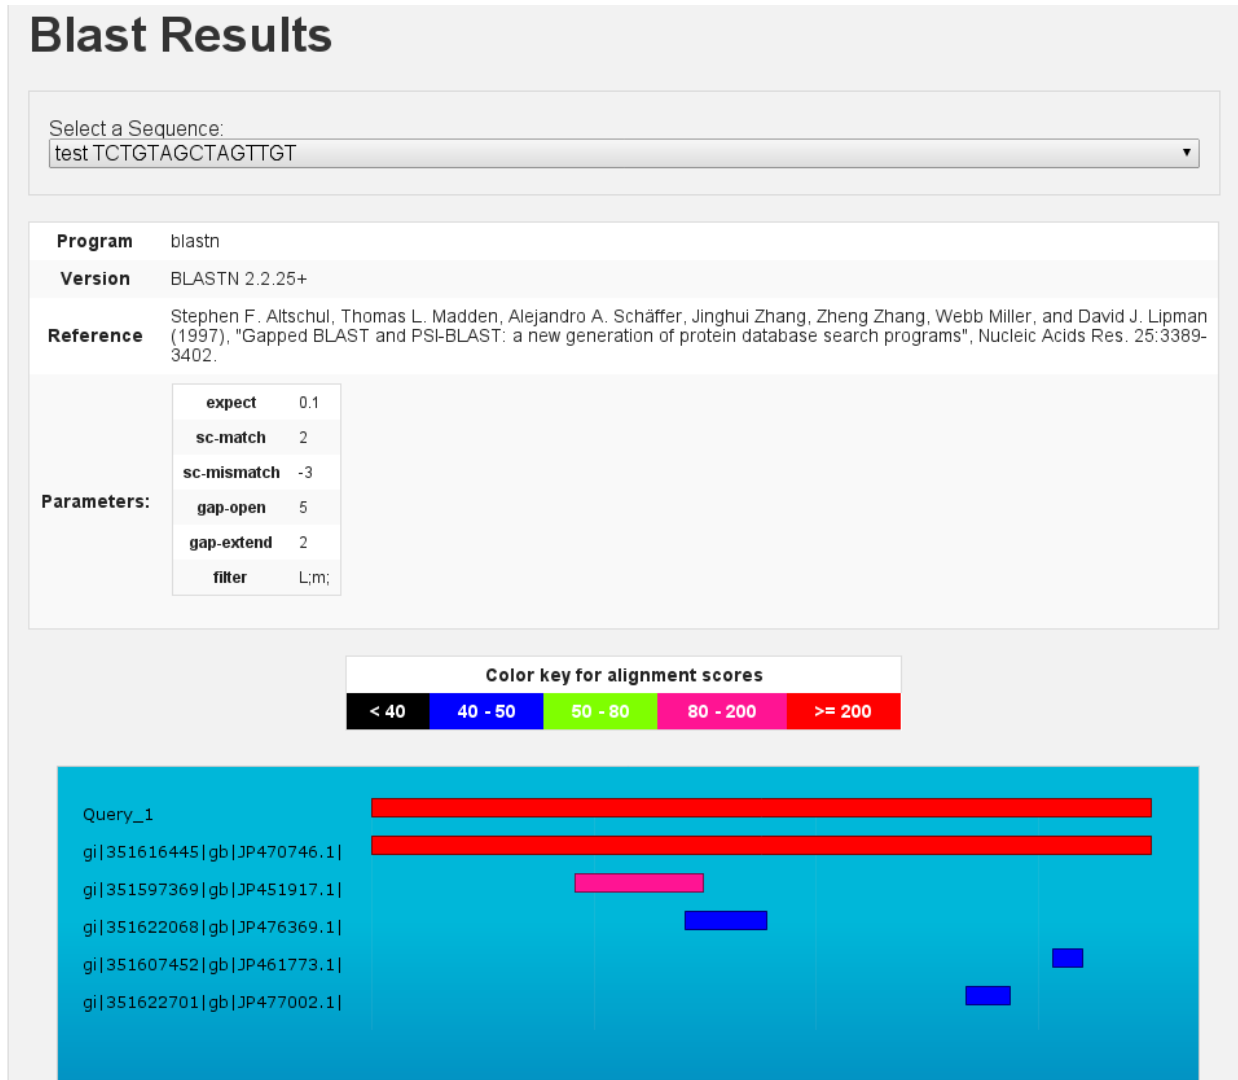 Blast Results
Select a Sequence:
test TCTGTAGCTAGTTGT
Program blastn
Version BLASTN 2.2.25+
Reference Stephen F. Altschul, Thomas L. Madden, Alejandro A. Schäffer, Jinghui Zhang, Zheng Zhang, Webb Miller, and David J. Lipman
(1997), "Gapped BLAST and PSI-BLAST: a new generation of protein database search programs", Nucleic Acids Res. 25:3389-
3402.
Parameters:
expect 0.1
sc-match 2
sc-mismatch -3
gap-open 5
gap-extend 2
filter L;m;
Color key for alignment scores
< 40 40 - 50 50 - 80 80 - 200 >= 200
Query_1
gi|351616445|gb|JP470746.1|
gi|351597369|gb|JP451917.1|
gi|351622068|gb|JP476369.1|
gi|351607452|gb|JP461773.1|
gi|351622701|gb|JP477002.1|